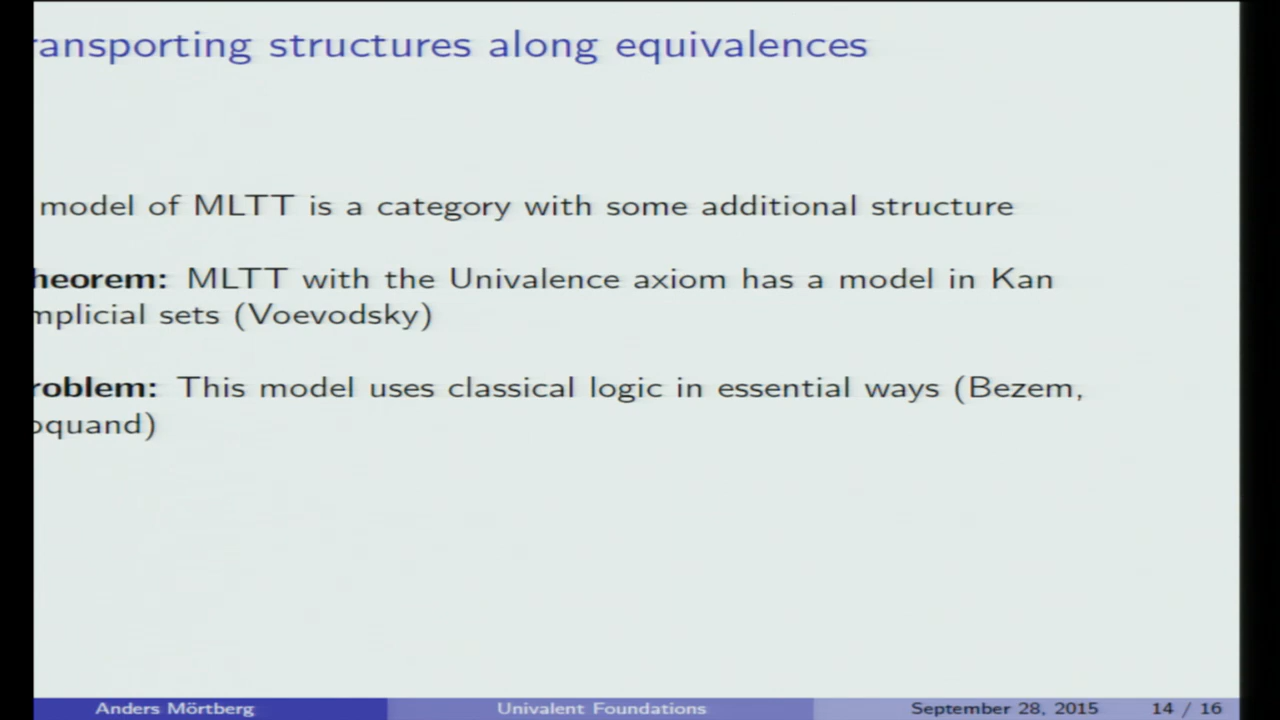 ransporting structures along equivalences
model of MLTT is a category with some additional structure
heorem: MLTT with the Univalence axiom has a model in Kan
mplicial sets (Voevodsky)
roblem: This model uses classical logic in essential ways (Bezem,
oquand)
Anders Mörtberg Univalent Foundations September 28, 2015 14 / 16